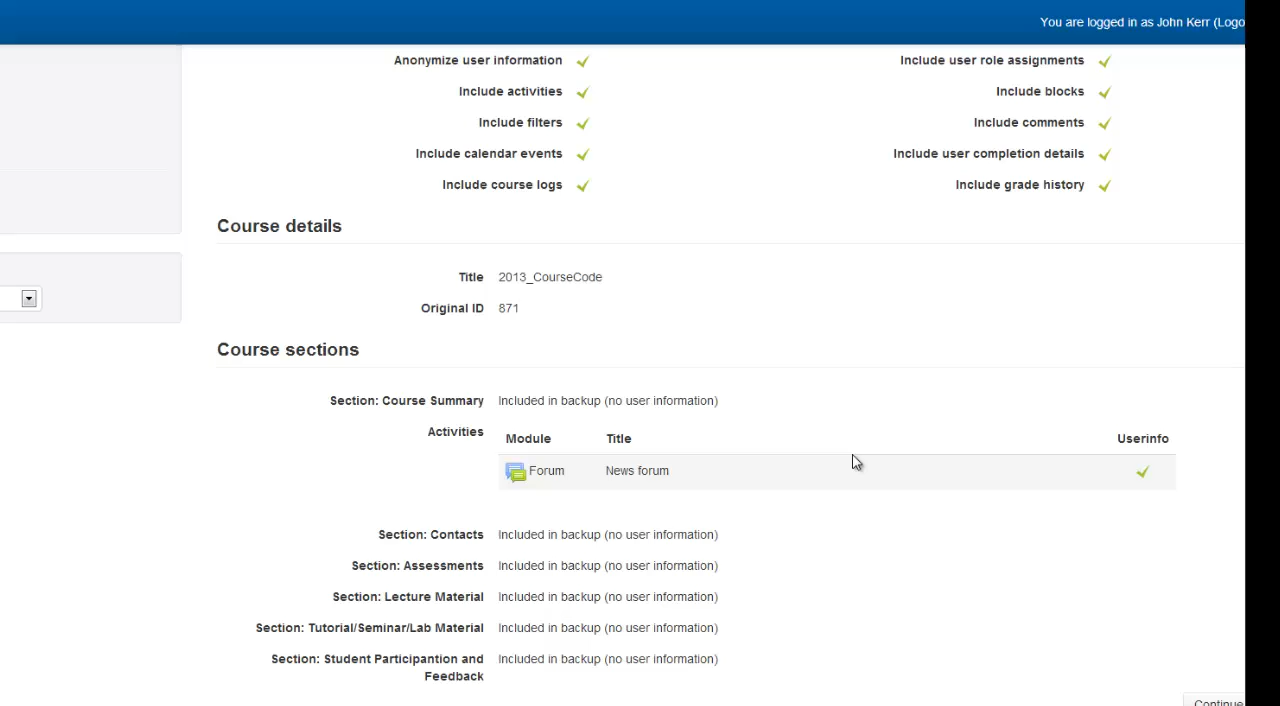 You are logged in as John Kerr (Logo
Anonymize user information
Include user role assignments
Include activities
Include blocks
Include filters
Include comments
Include calendar events
Include user completion details
Include course logs
Include grade history
Course details
Title 2013_CourseCode
Original ID 871
Course sections
Section: Course Summary Included in backup (no user information)
Activities
Module Title Userinfo
Forum News forum
Section: Contacts Included in backup (no user information)
Section: Assessments Included in backup (no user information)
Section: Lecture Material Included in backup (no user information)
Section: Tutorial/Seminar/Lab Material Included in backup (no user information)
Section: Student Participantion and Included in backup (no user information)
Feedback
Continue